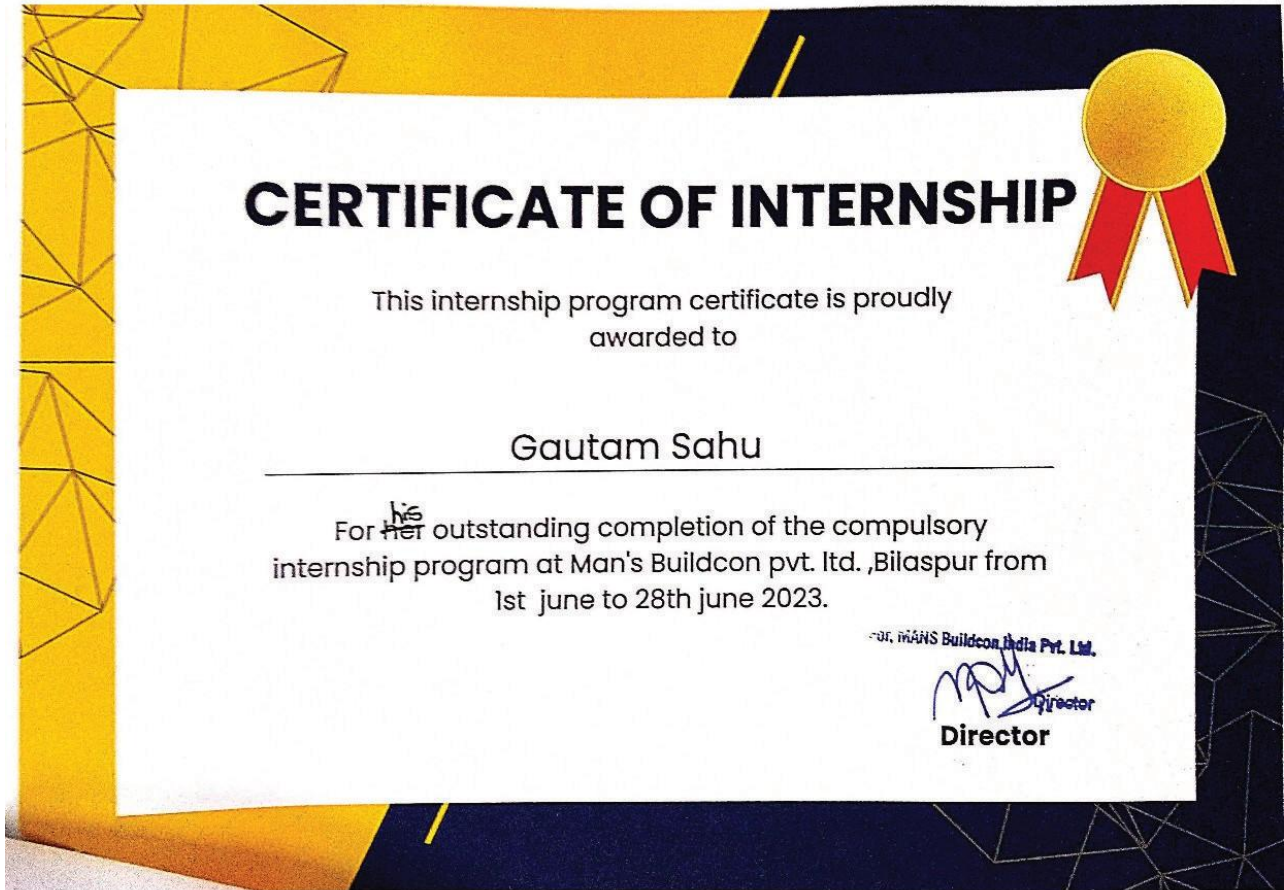 CERTIFICATE OF INTERNSHIP
This internship program certificate is proudly
awarded to
Gautam Sahu
his
For her outstanding completion of the compulsory
internship program at Man's Buildcon pvt. ltd. ,Bilaspur from
1st june to 28th june 2023.
For, MANS Buildcon India Pvt. Ltd.
Director
Director